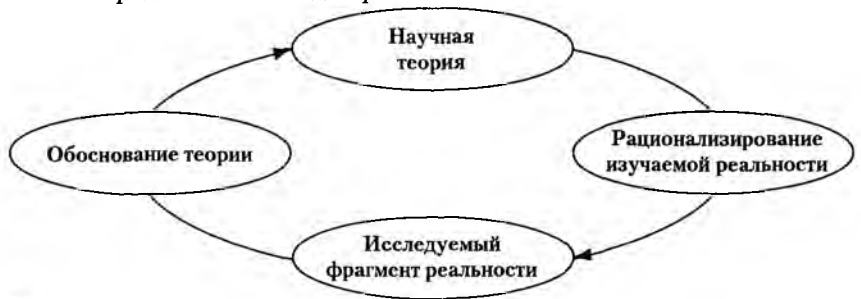 Научная
теория
Обоснование теории
Рационализирование
изучаемой реальности
Исследуемый
фрагмент реальности